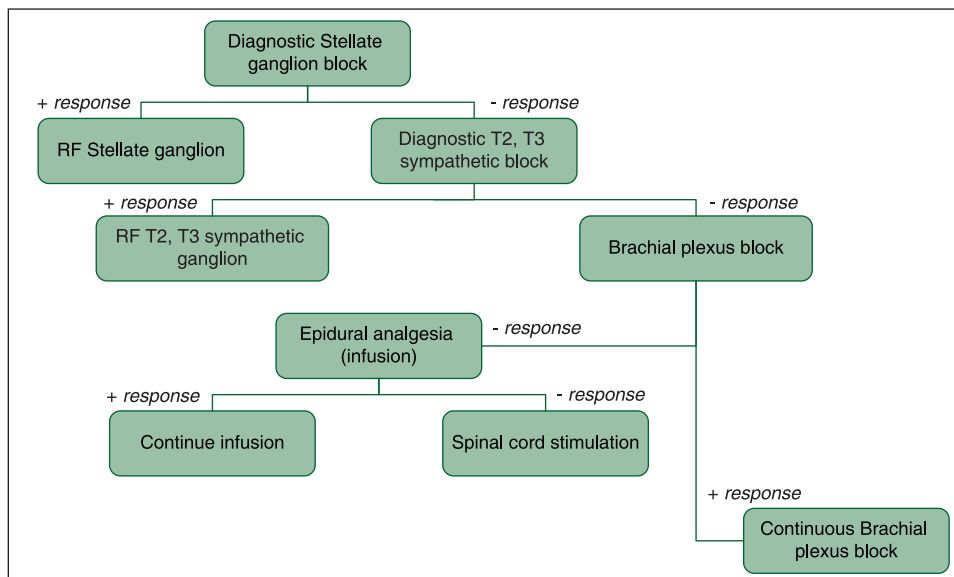 Diagnostic Stellate
ganglion block
+ response
- response
RF Stellate ganglion
Diagnostic T2, T3
sympathetic block
+ response
- response
RF T2, T3 sympathetic
ganglion
Brachial plexus block
Epidural analgesia
(infusion)
- response
+ response
- response
Continue infusion
Spinal cord stimulation
+ response
Continuous Brachial
plexus block